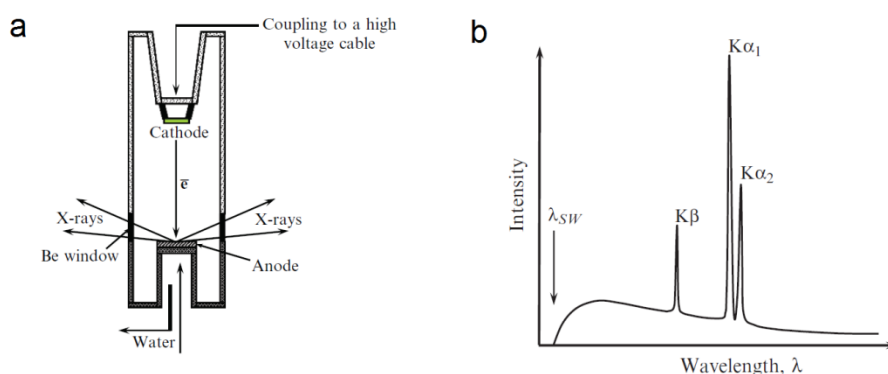 a
Coupling to a high
voltage cable
Cathode
e̅
X-rays
X-rays
Be window
Anode
Water
b
Intensity
λSW
Kβ
Kα1
Kα2
Wavelength, λ